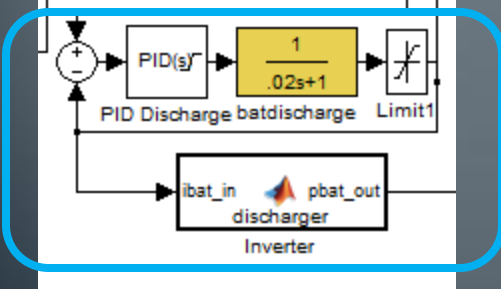 +
−
PID(s)
1
.02s+1
PID Discharge
batdischarge
Limit1
ibat_in
pbat_out
discharger
Inverter